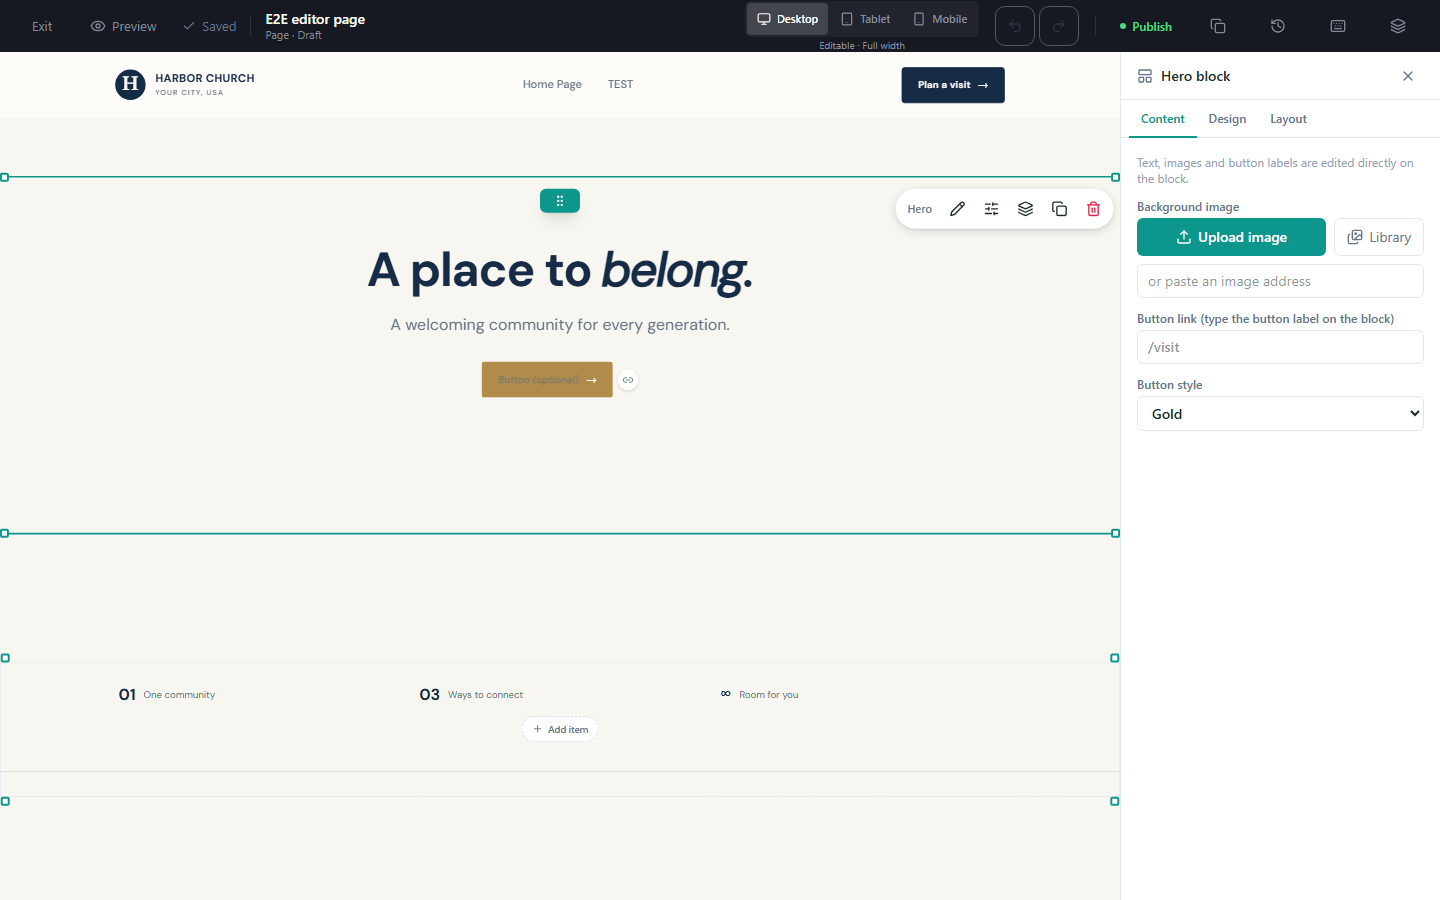 Exit
Preview
Saved
E2E editor page
Page · Draft
Desktop
Tablet
Mobile
Editable · Full width
Publish
H
HARBOR CHURCH
YOUR CITY, USA
Home Page
TEST
Plan a visit →
Hero block
Content
Design
Layout
Text, images and button labels are edited directly on
the block.
Background image
Upload image
Library
or paste an image address
Button link (type the button label on the block)
/visit
Button style
Gold
Hero
A place to belong.
A welcoming community for every generation.
Button (optional) →
01 One community
03 Ways to connect
∞ Room for you
+ Add item